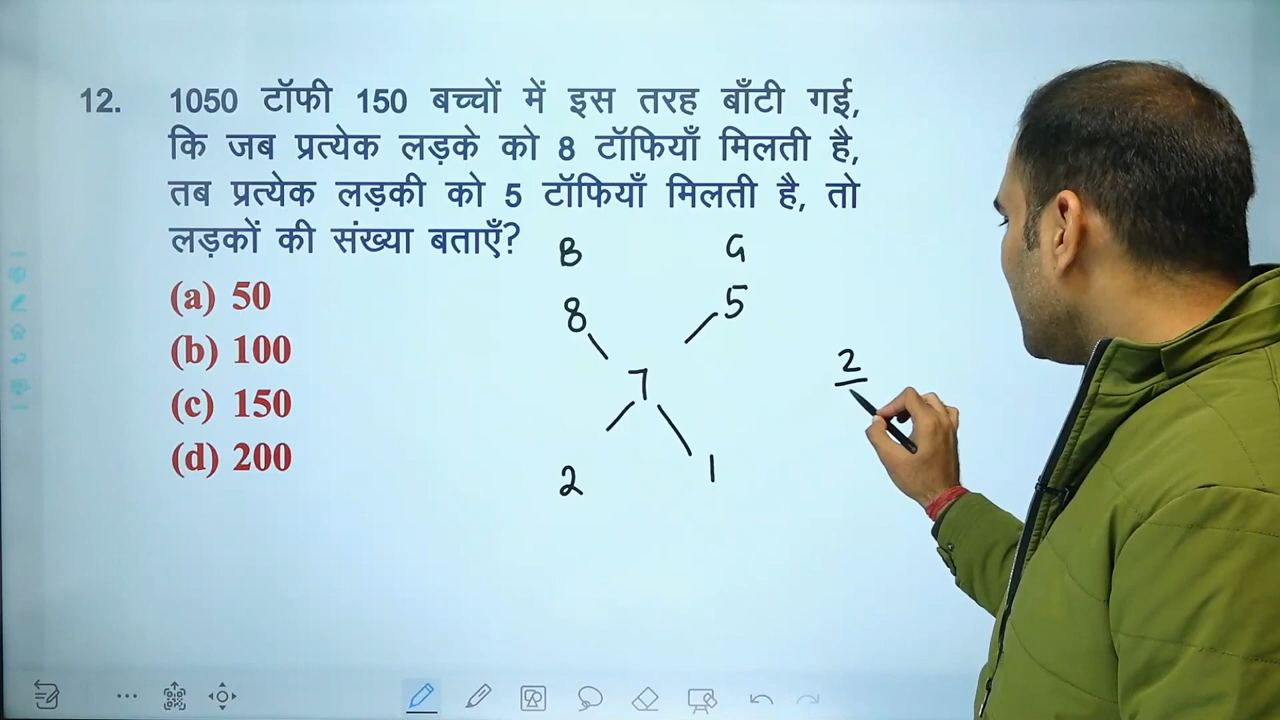 12. 1050 टॉफी 150 बच्चों में इस तरह बाँटी गई,
कि जब प्रत्येक लड़के को 8 टॉफियाँ मिलती है,
तब प्रत्येक लड़की को 5 टॉफियाँ मिलती है, तो
लड़कों की संख्या बताएँ?
(a) 50
(b) 100
(c) 150
(d) 200
B G
8 5
7
2 1
2